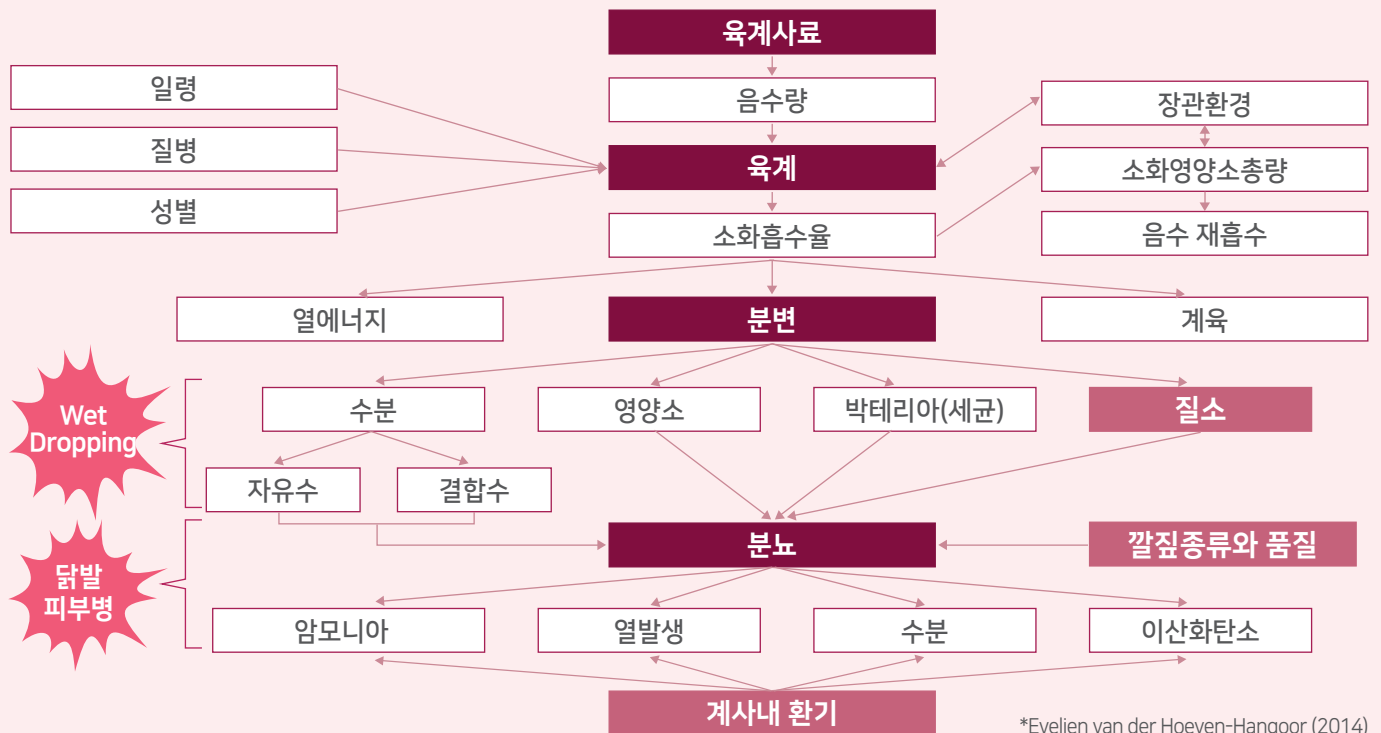 육계사료
일령
음수량
장관환경
질병
육계
소화영양소총량
성별
소화흡수율
음수 재흡수
열에너지
분변
계육
Wet
Dropping
수분
영양소
박테리아(세균)
질소
자유수
결합수
분뇨
깔짚종류와 품질
닭발
피부병
암모니아
열발생
수분
이산화탄소
계사내 환기
*Evelien van der Hoeven-Hangoor (2014)